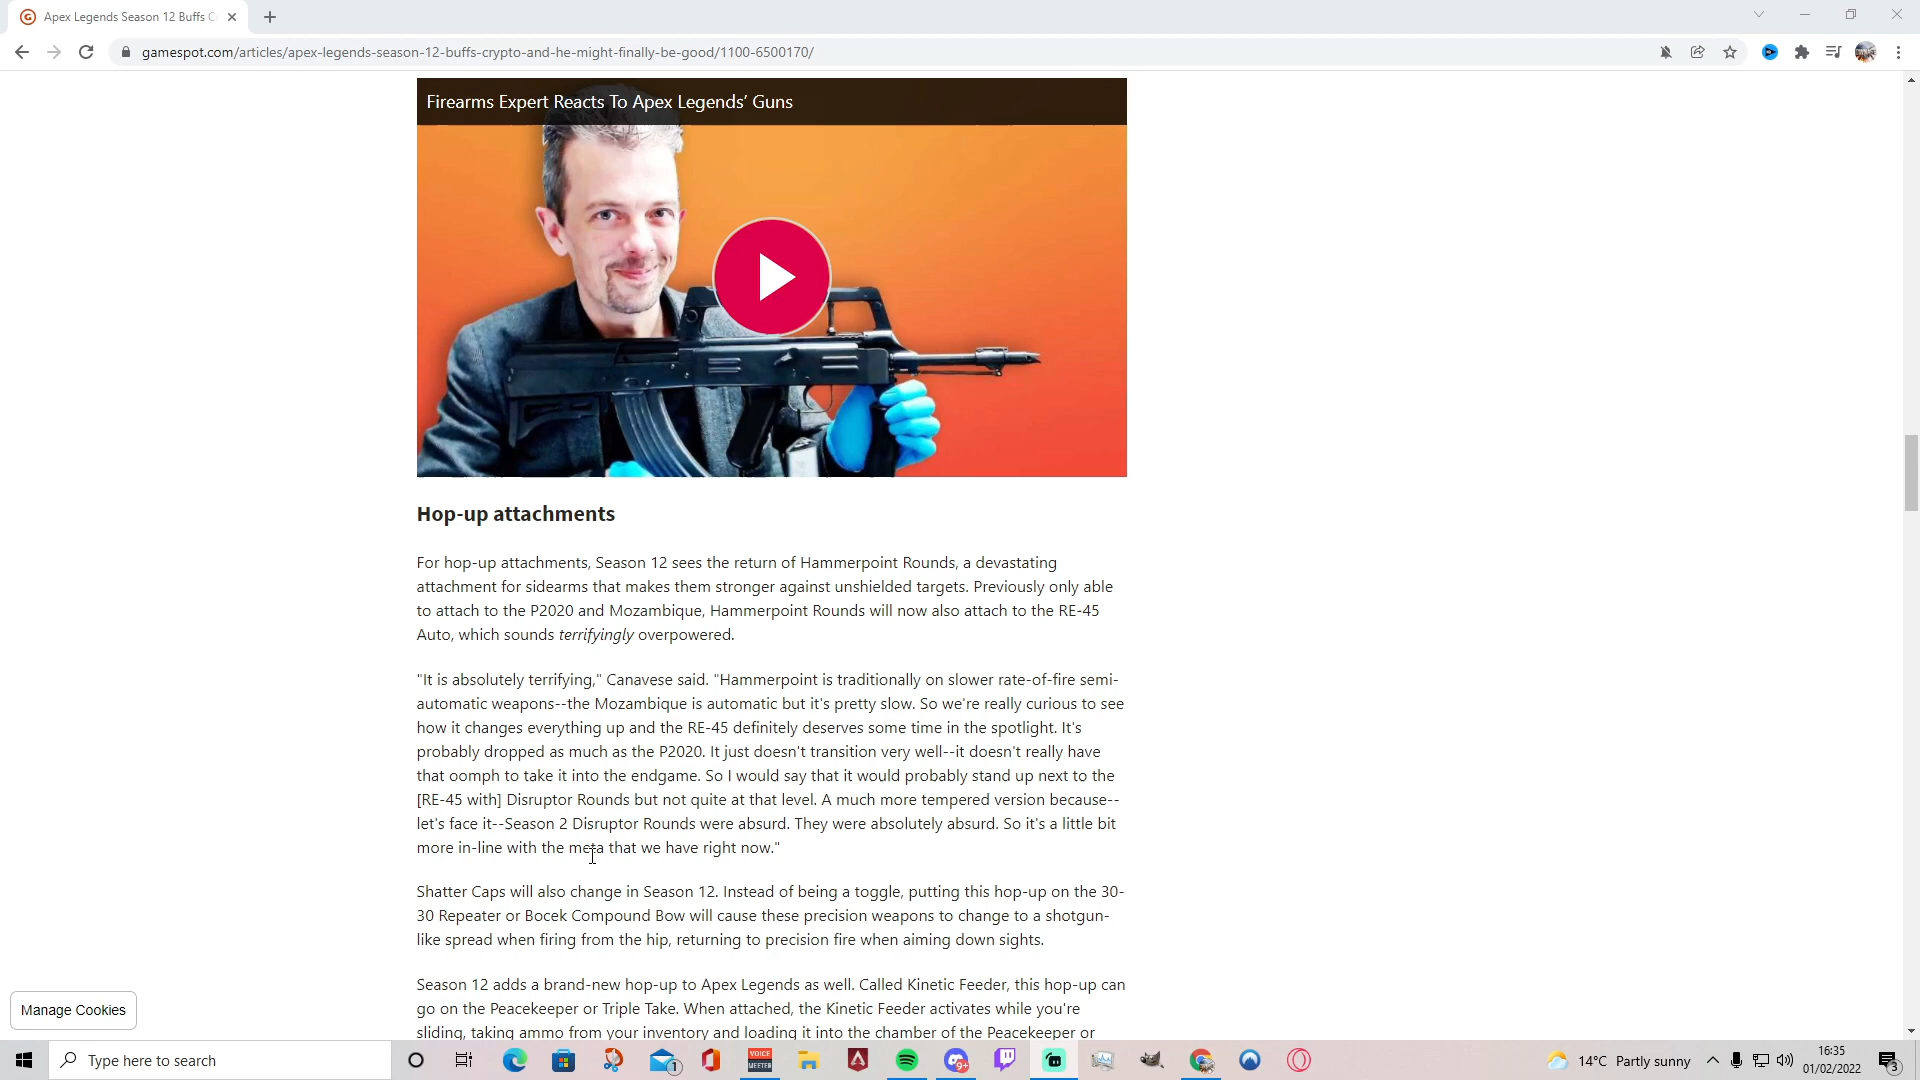 Apex Legends Season 12 Buffs C
gamespot.com/articles/apex-legends-season-12-buffs-crypto-and-he-might-finally-be-good/1100-6500170/
Firearms Expert Reacts To Apex Legends' Guns
Hop-up attachments
For hop-up attachments, Season 12 sees the return of Hammerpoint Rounds, a devastating
attachment for sidearms that makes them stronger against unshielded targets. Previously only able
to attach to the P2020 and Mozambique, Hammerpoint Rounds will now also attach to the RE-45
Auto, which sounds terrifyingly overpowered.
"It is absolutely terrifying," Canavese said. "Hammerpoint is traditionally on slower rate-of-fire semi-
automatic weapons--the Mozambique is automatic but it's pretty slow. So we're really curious to see
how it changes everything up and the RE-45 definitely deserves some time in the spotlight. It's
probably dropped as much as the P2020. It just doesn't transition very well--it doesn't really have
that oomph to take it into the endgame. So I would say that it would probably stand up next to the
[RE-45 with] Disruptor Rounds but not quite at that level. A much more tempered version because--
let's face it--Season 2 Disruptor Rounds were absurd. They were absolutely absurd. So it's a little bit
more in-line with the meta that we have right now."
Shatter Caps will also change in Season 12. Instead of being a toggle, putting this hop-up on the 30-
30 Repeater or Bocek Compound Bow will cause these precision weapons to change to a shotgun-
like spread when firing from the hip, returning to precision fire when aiming down sights.
Season 12 adds a brand-new hop-up to Apex Legends as well. Called Kinetic Feeder, this hop-up can
go on the Peacekeeper or Triple Take. When attached, the Kinetic Feeder activates while you're
sliding, taking ammo from your inventory and loading it into the chamber of the Peacekeeper or
Manage Cookies
Type here to search
1
VOICE
MEETER
9+
14°C Partly sunny
16:35
01/02/2022
3